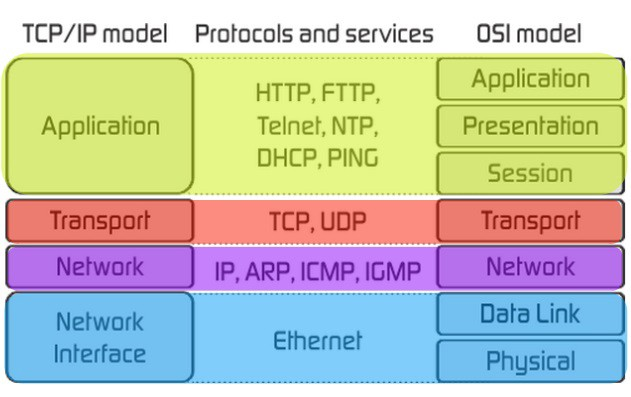 TCP/IP model Protocols and services OSI model
Application
HTTP, FTTP,
Telnet, NTP,
DHCP, PING
Application
Presentation
Session
Transport TCP, UDP Transport
Network IP, ARP, ICMP, IGMP Network
Network
Interface
Ethernet
Data Link
Physical